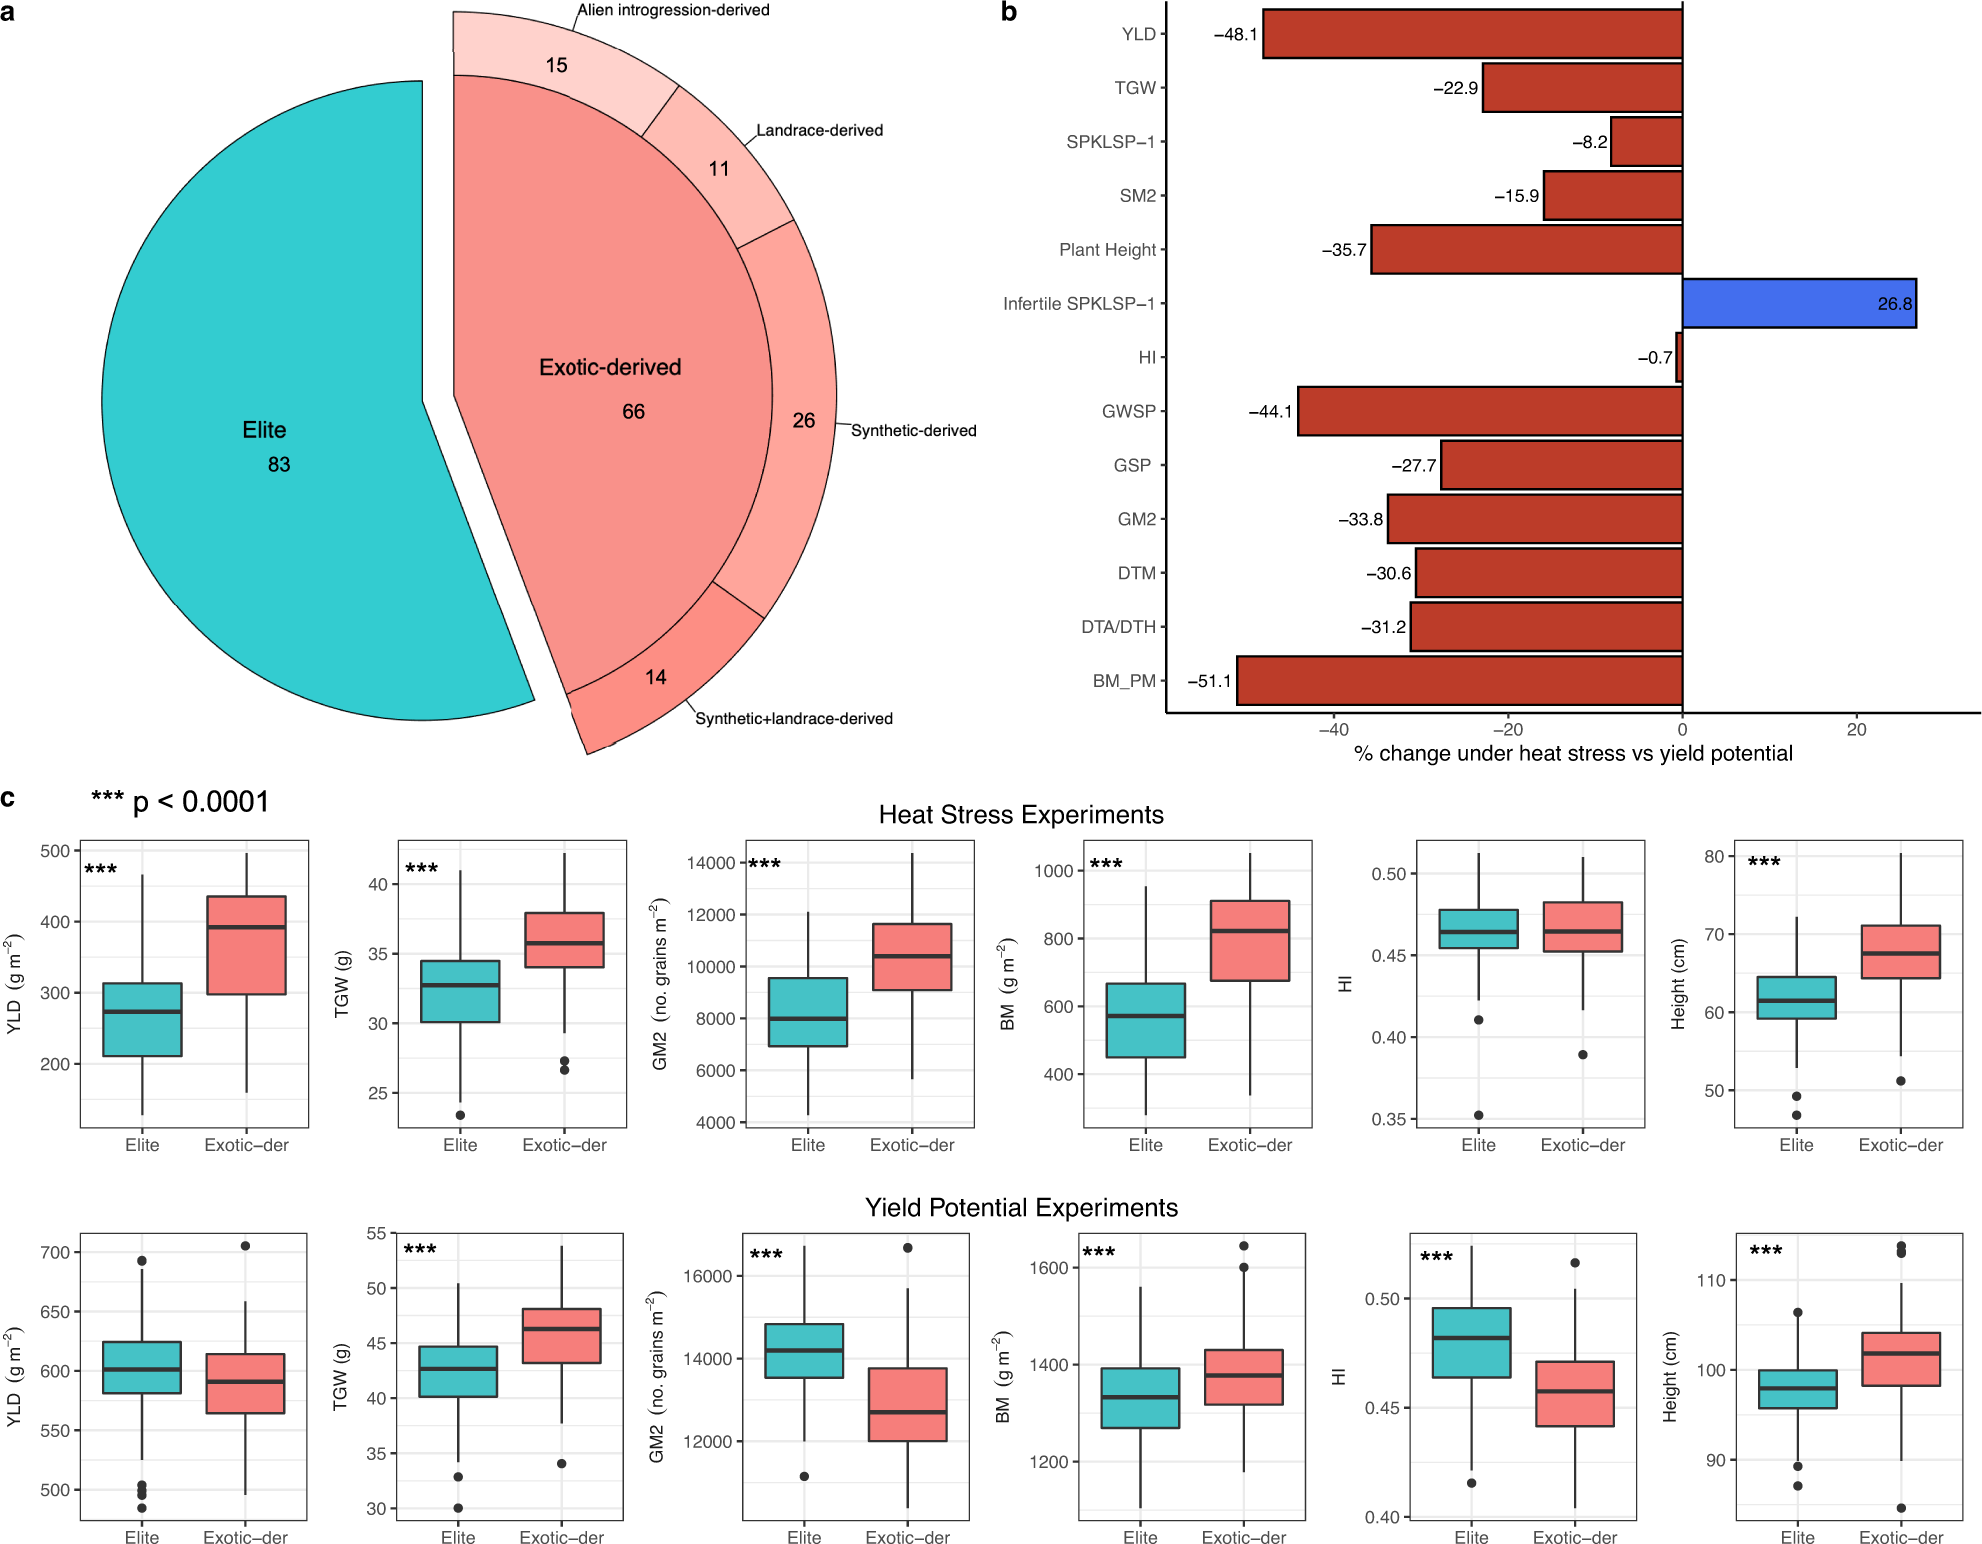 a
Alien introgression-derived
15
Landrace-derived
11
Exotic-derived
66
26
Synthetic-derived
Elite
83
14
Synthetic+landrace-derived
b
YLD
−48.1
TGW
−22.9
SPKLSP−1
−8.2
SM2
−15.9
Plant Height
−35.7
Infertile SPKLSP−1
26.8
HI
−0.7
GWSP
−44.1
GSP
−27.7
GM2
−33.8
DTM
−30.6
DTA/DTH
−31.2
BM_PM
−51.1
−40 −20 0 20
% change under heat stress vs yield potential
c
*** p < 0.0001
Heat Stress Experiments
YLD (g m−2)
500
400
300
200
***
Elite Exotic−der
TGW (g)
40
35
30
25
***
Elite Exotic−der
GM2 (no. grains m−2)
14000
12000
10000
8000
6000
4000
***
Elite Exotic−der
BM (g m−2)
1000
800
600
400
***
Elite Exotic−der
HI
0.50
0.45
0.40
0.35
Elite Exotic−der
Height (cm)
80
70
60
50
***
Elite Exotic−der
Yield Potential Experiments
YLD (g m−2)
700
650
600
550
500
Elite Exotic−der
TGW (g)
55
50
45
40
35
30
***
Elite Exotic−der
GM2 (no. grains m−2)
16000
14000
12000
***
Elite Exotic−der
BM (g m−2)
1600
1400
1200
***
Elite Exotic−der
HI
0.50
0.45
0.40
***
Elite Exotic−der
Height (cm)
110
100
90
***
Elite Exotic−der